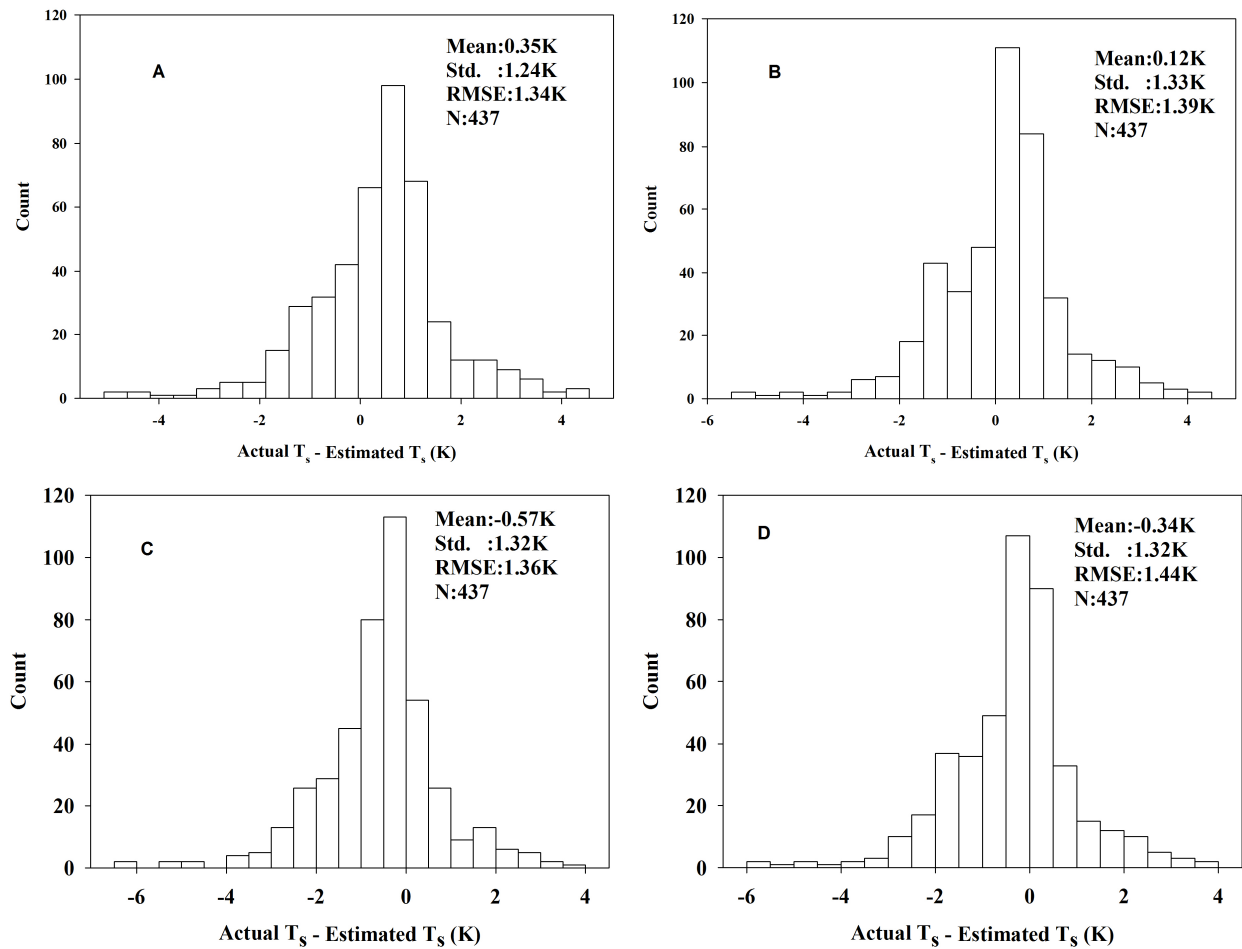 120
100
80
60
40
20
0
Count
A
Mean:0.35K
Std. :1.24K
RMSE:1.34K
N:437
-4 -2 0 2 4
Actual Ts - Estimated Ts (K)
120
100
80
60
40
20
0
Count
B
Mean:0.12K
Std. :1.33K
RMSE:1.39K
N:437
-6 -4 -2 0 2 4
Actual Ts - Estimated Ts (K)
120
100
80
60
40
20
0
Count
C
Mean:-0.57K
Std. :1.32K
RMSE:1.36K
N:437
-6 -4 -2 0 2 4
Actual Ts - Estimated Ts (K)
120
100
80
60
40
20
0
Count
D
Mean:-0.34K
Std. :1.32K
RMSE:1.44K
N:437
-6 -4 -2 0 2 4
Actual Ts - Estimated Ts (K)